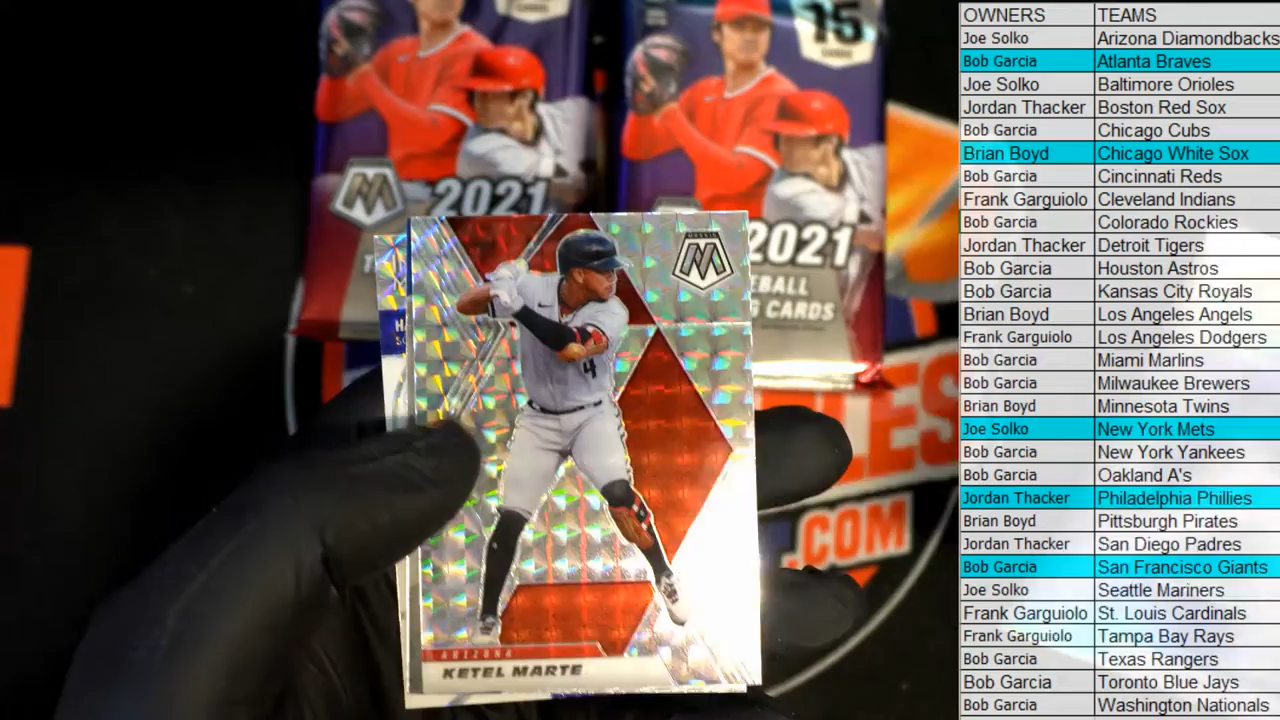 15
CARDS
2021
2021
EBALL
G CARDS
MOSAIC
HA
4
LES
.COM
ARIZONA
KETEL MARTE
OWNERS TEAMS
Joe Solko Arizona Diamondbacks
Bob Garcia Atlanta Braves
Joe Solko Baltimore Orioles
Jordan Thacker Boston Red Sox
Bob Garcia Chicago Cubs
Brian Boyd Chicago White Sox
Bob Garcia Cincinnati Reds
Frank Garguiolo Cleveland Indians
Bob Garcia Colorado Rockies
Jordan Thacker Detroit Tigers
Bob Garcia Houston Astros
Bob Garcia Kansas City Royals
Brian Boyd Los Angeles Angels
Frank Garguiolo Los Angeles Dodgers
Bob Garcia Miami Marlins
Bob Garcia Milwaukee Brewers
Brian Boyd Minnesota Twins
Joe Solko New York Mets
Bob Garcia New York Yankees
Bob Garcia Oakland A's
Jordan Thacker Philadelphia Phillies
Brian Boyd Pittsburgh Pirates
Jordan Thacker San Diego Padres
Bob Garcia San Francisco Giants
Joe Solko Seattle Mariners
Frank Garguiolo St. Louis Cardinals
Frank Garguiolo Tampa Bay Rays
Bob Garcia Texas Rangers
Bob Garcia Toronto Blue Jays
Bob Garcia Washington Nationals